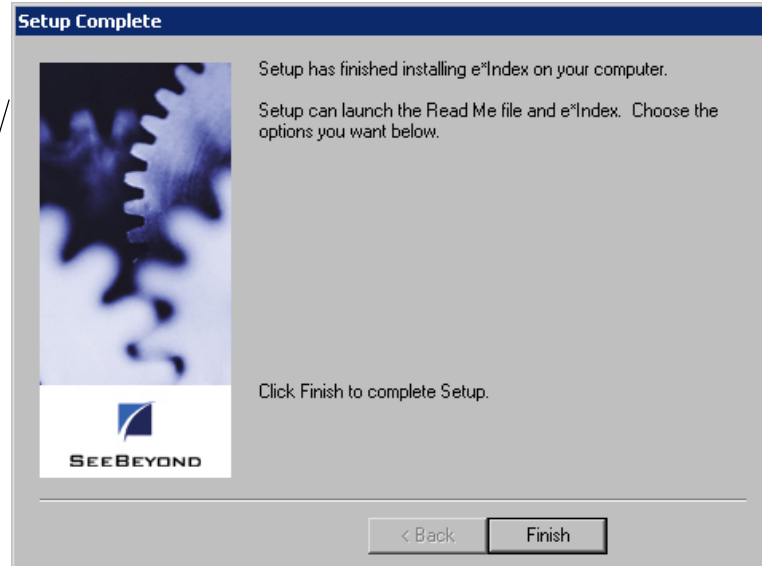 Setup Complete
Setup has finished installing e*Index on your computer.
Setup can launch the Read Me file and e*Index.  Choose the
options you want below.
Click Finish to complete Setup.
SEEBEYOND
< Back
Finish